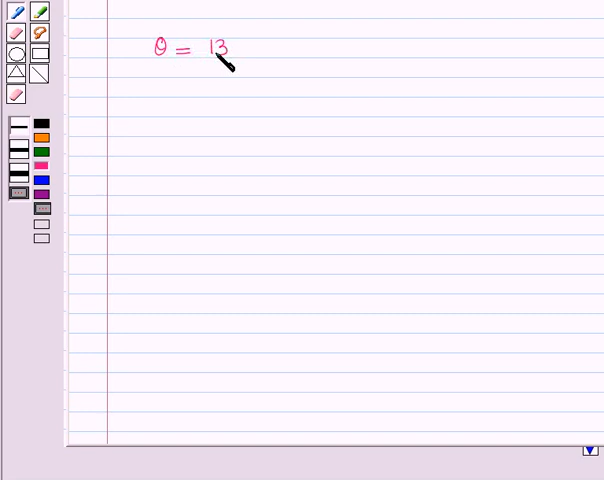 θ = 13